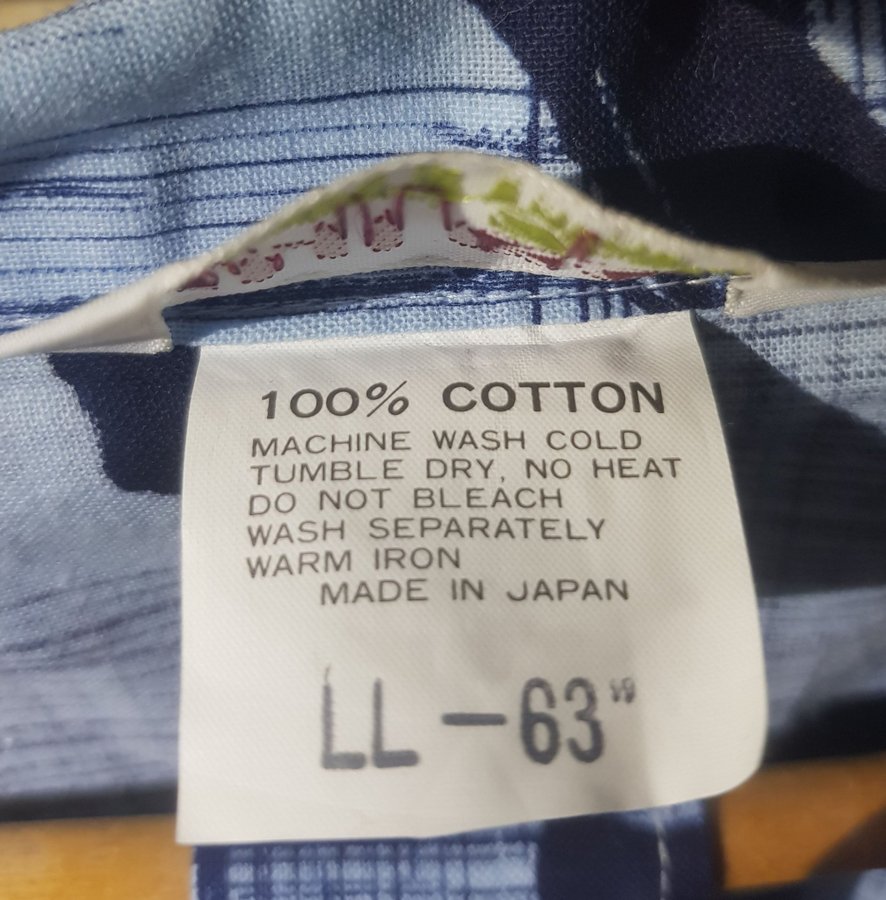 100% COTTON
MACHINE WASH COLD
TUMBLE DRY, NO HEAT
DO NOT BLEACH
WASH SEPARATELY
WARM IRON
MADE IN JAPAN
LL – 63"